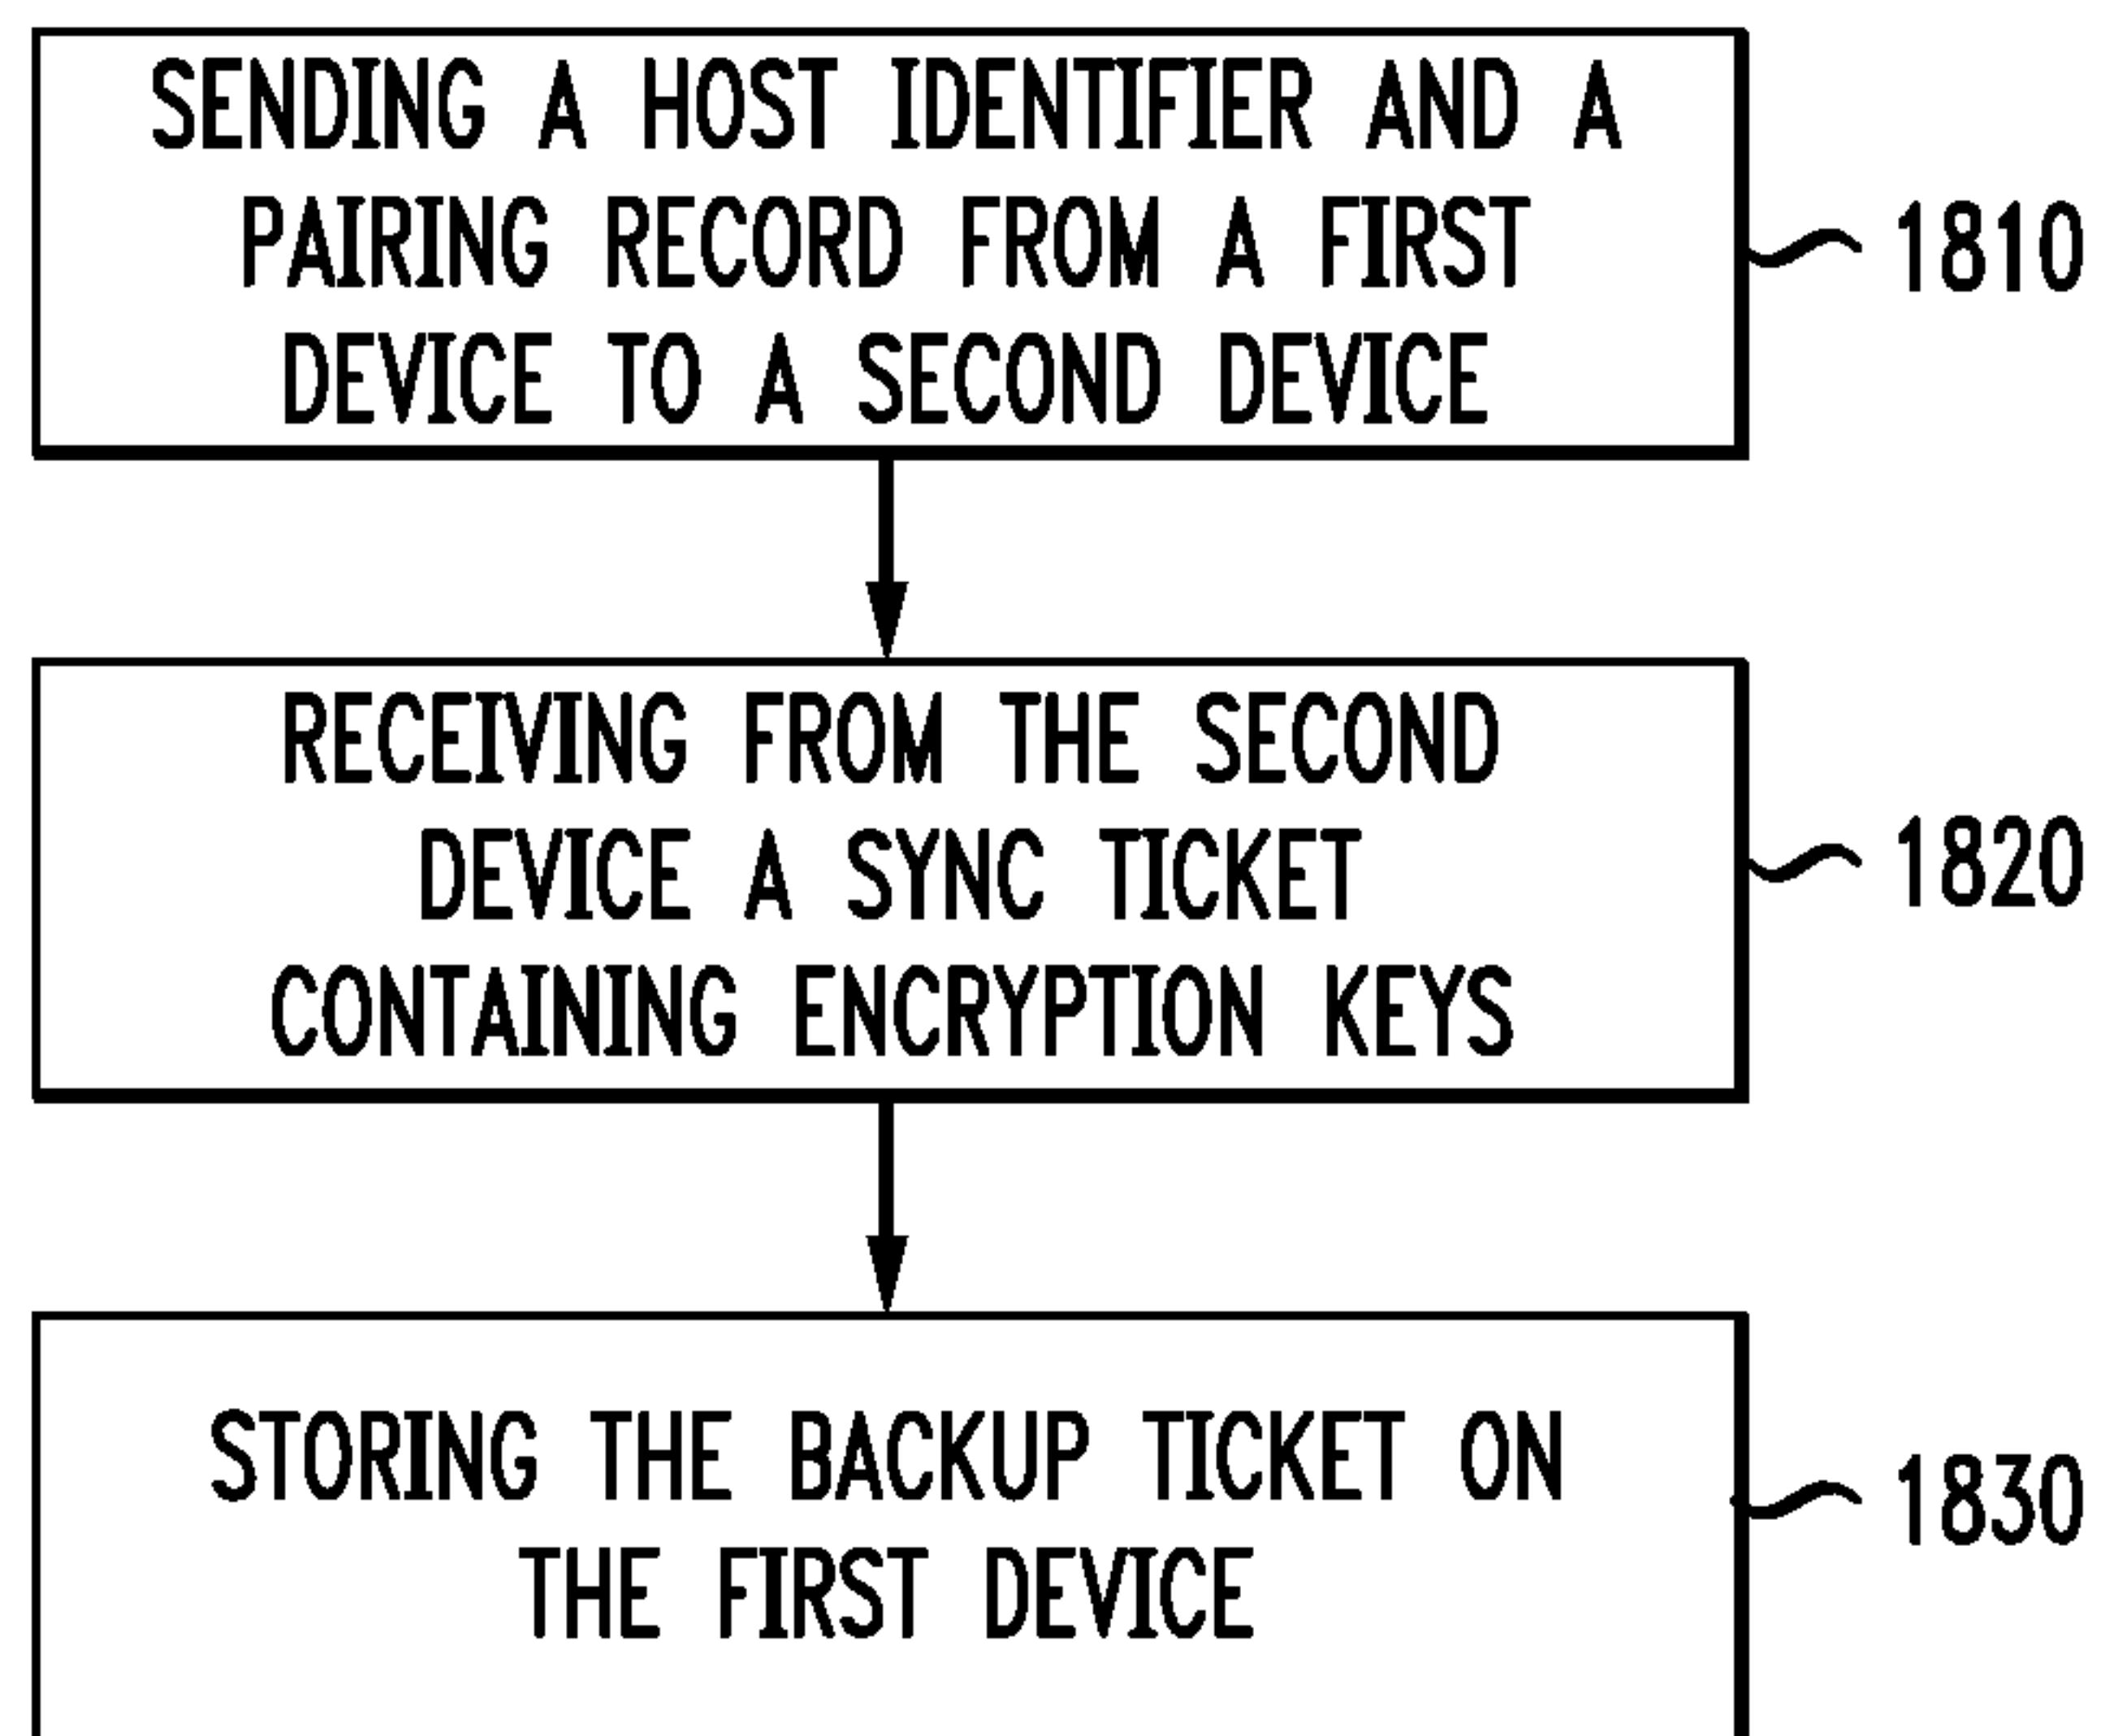 SENDING A HOST IDENTIFIER AND A
PAIRING RECORD FROM A FIRST
DEVICE TO A SECOND DEVICE
1810
RECEIVING FROM THE SECOND
DEVICE A SYNC TICKET
CONTAINING ENCRYPTION KEYS
1820
STORING THE BACKUP TICKET ON
THE FIRST DEVICE
1830